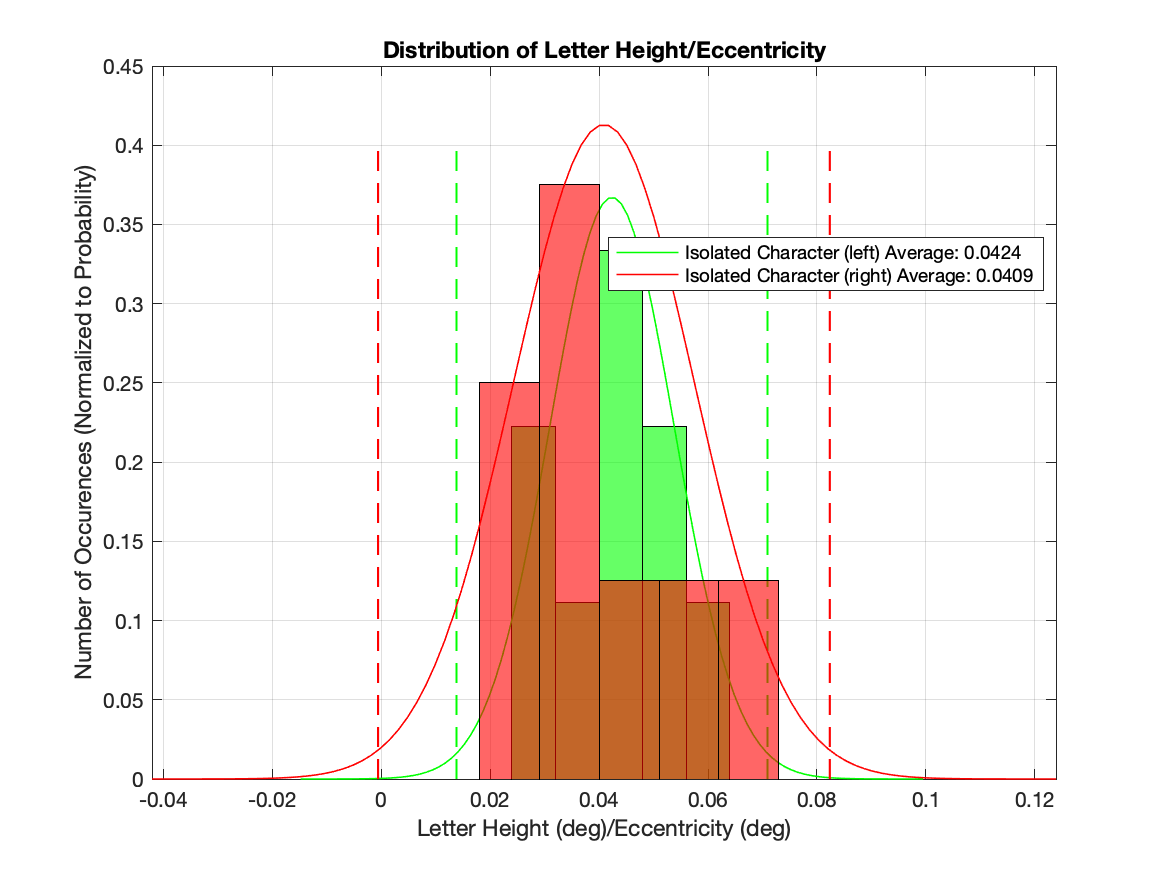 Distribution of Letter Height/Eccentricity
Number of Occurences (Normalized to Probability)
0.45
0.4
0.35
0.3
0.25
0.2
0.15
0.1
0.05
0
Isolated Character (left) Average: 0.0424
Isolated Character (right) Average: 0.0409
-0.04 -0.02 0 0.02 0.04 0.06 0.08 0.1 0.12
Letter Height (deg)/Eccentricity (deg)